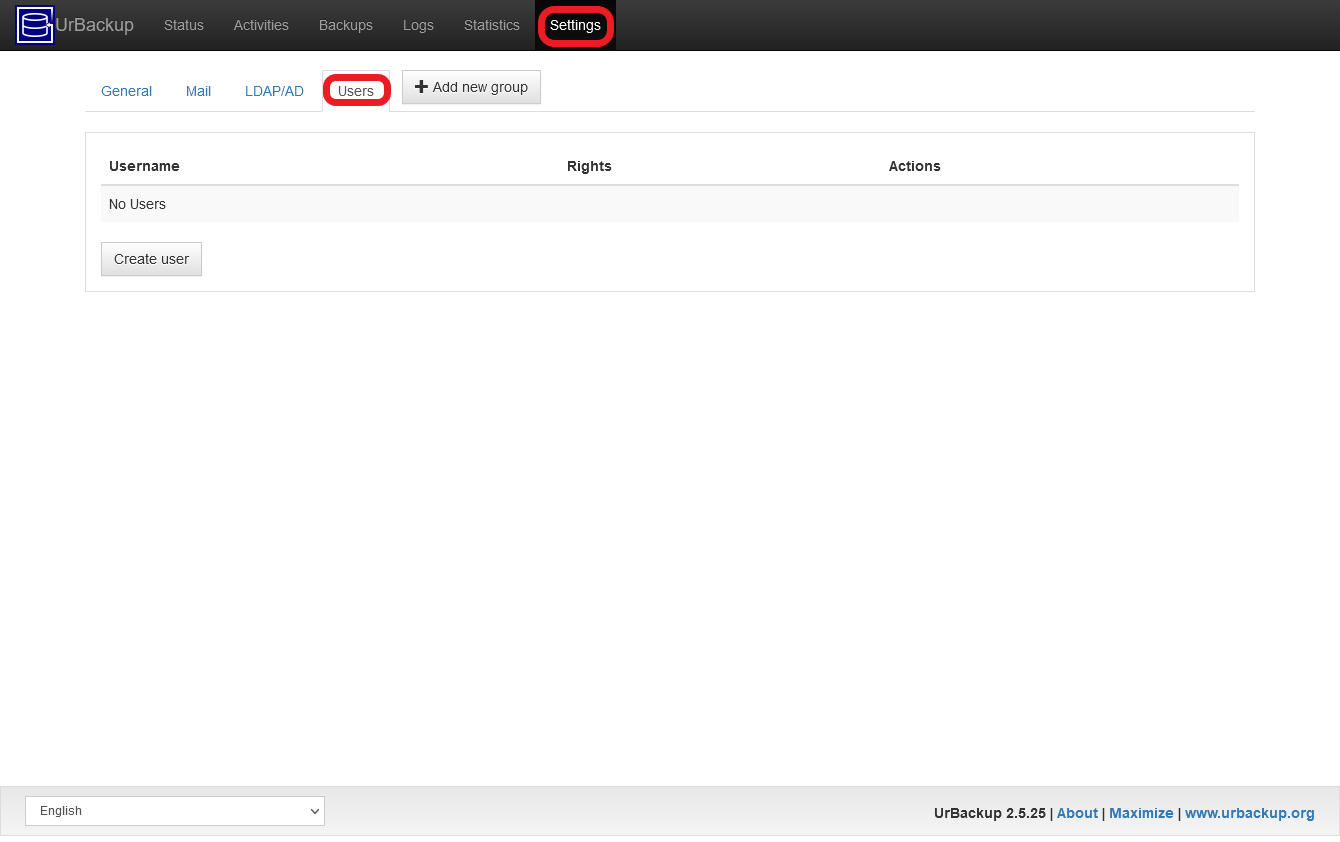 UrBackup Status Activities Backups Logs Statistics Settings
General Mail LDAP/AD Users Add new group
Username Rights Actions
No Users
Create user
English UrBackup 2.5.25 | About | Maximize | www.urbackup.org